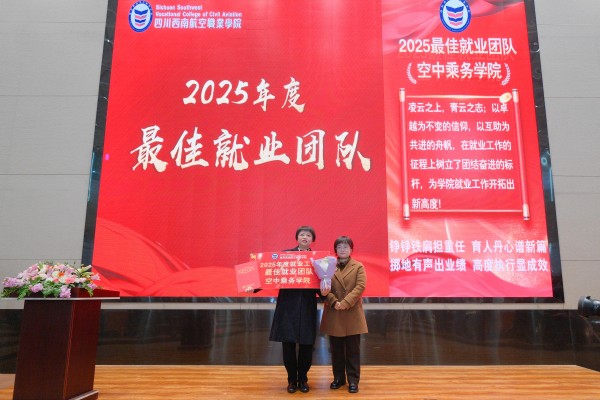 Sichuan Southwest
Vocational College of Civil Aviation
四川西南航空職業學院
2025年度
最佳就业团队
2025最佳就业团队
空中乘务学院
凌云之上，青云之志；以卓
越为不变的信仰，以互助为
共进的舟帆，在就业工作的
征程上树立了团结奋进的标
杆，为学院就业工作开拓出
新高度！
铮铮铁肩担重任 育人丹心谱新篇
掷地有声出业绩 高度执行显成效
2025年度就业工
最佳就业团队
空中乘务学院